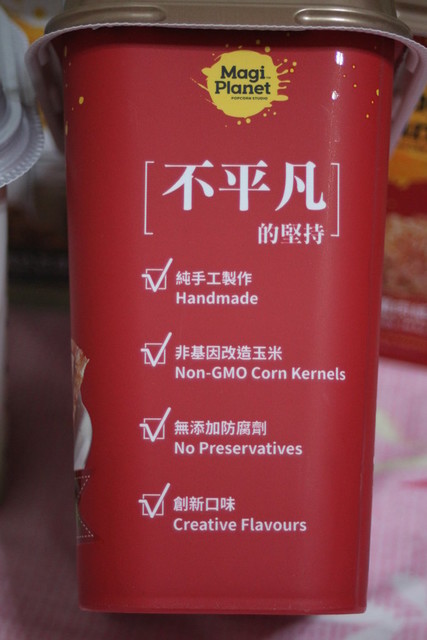 Magi
Planet
POPCORN STUDIO
[不平凡]
的堅持
純手工製作
Handmade
非基因改造玉米
Non-GMO Corn Kernels
無添加防腐劑
No Preservatives
創新口味
Creative Flavours